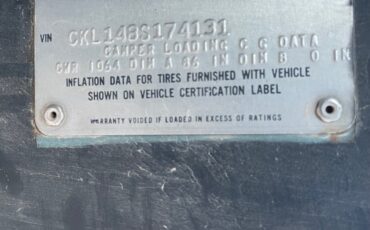 VIN CKL148S174131
CAMPER LOADING C G DATA
CWR 1064 DIM A 86 IN DIM B 0 IN
INFLATION DATA FOR TIRES FURNISHED WITH VEHICLE
SHOWN ON VEHICLE CERTIFICATION LABEL
WARRANTY VOIDED IF LOADED IN EXCESS OF RATINGS